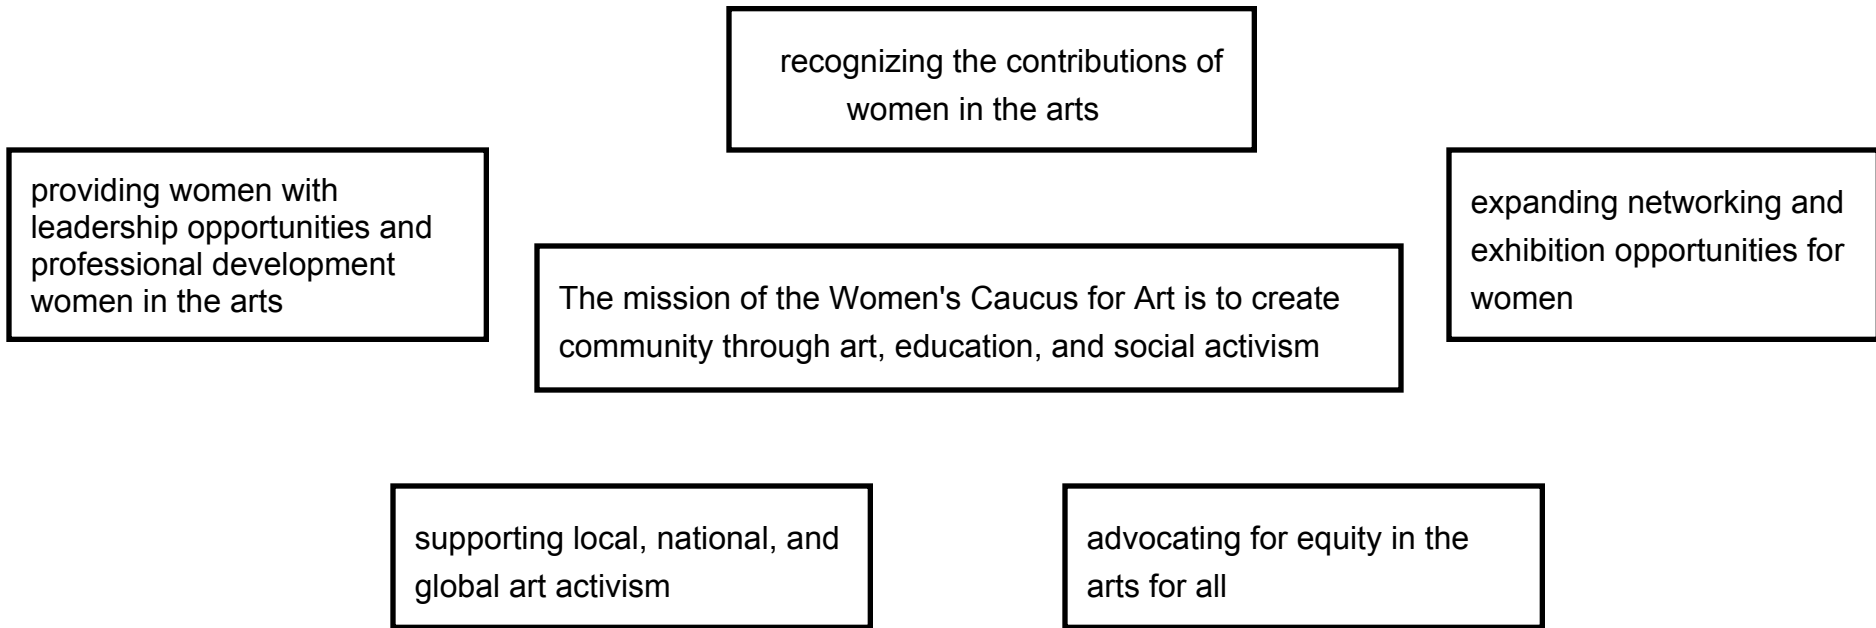 recognizing the contributions of
women in the arts
providing women with
leadership opportunities and
professional development
women in the arts
expanding networking and
exhibition opportunities for
women
The mission of the Women's Caucus for Art is to create
community through art, education, and social activism
supporting local, national, and
global art activism
advocating for equity in the
arts for all